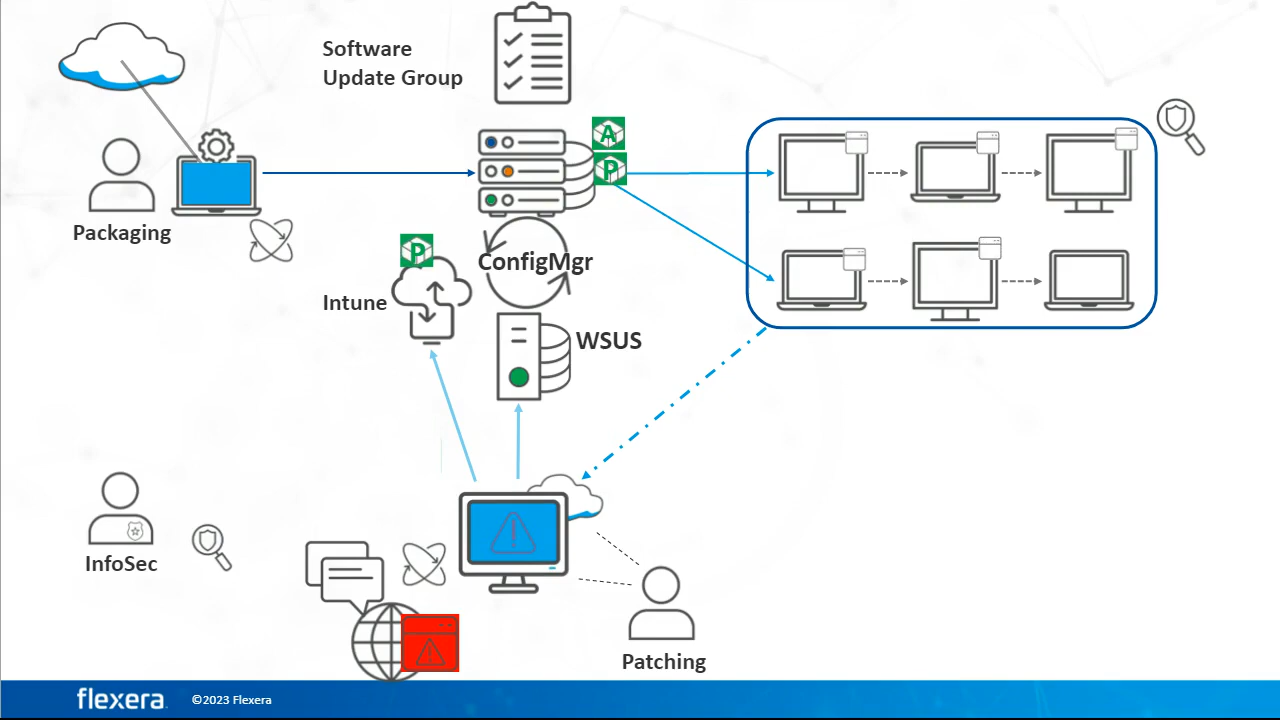 Software
Update Group
A
P
Packaging
P
ConfigMgr
Intune
WSUS
InfoSec
Patching
flexera
©2023 Flexera